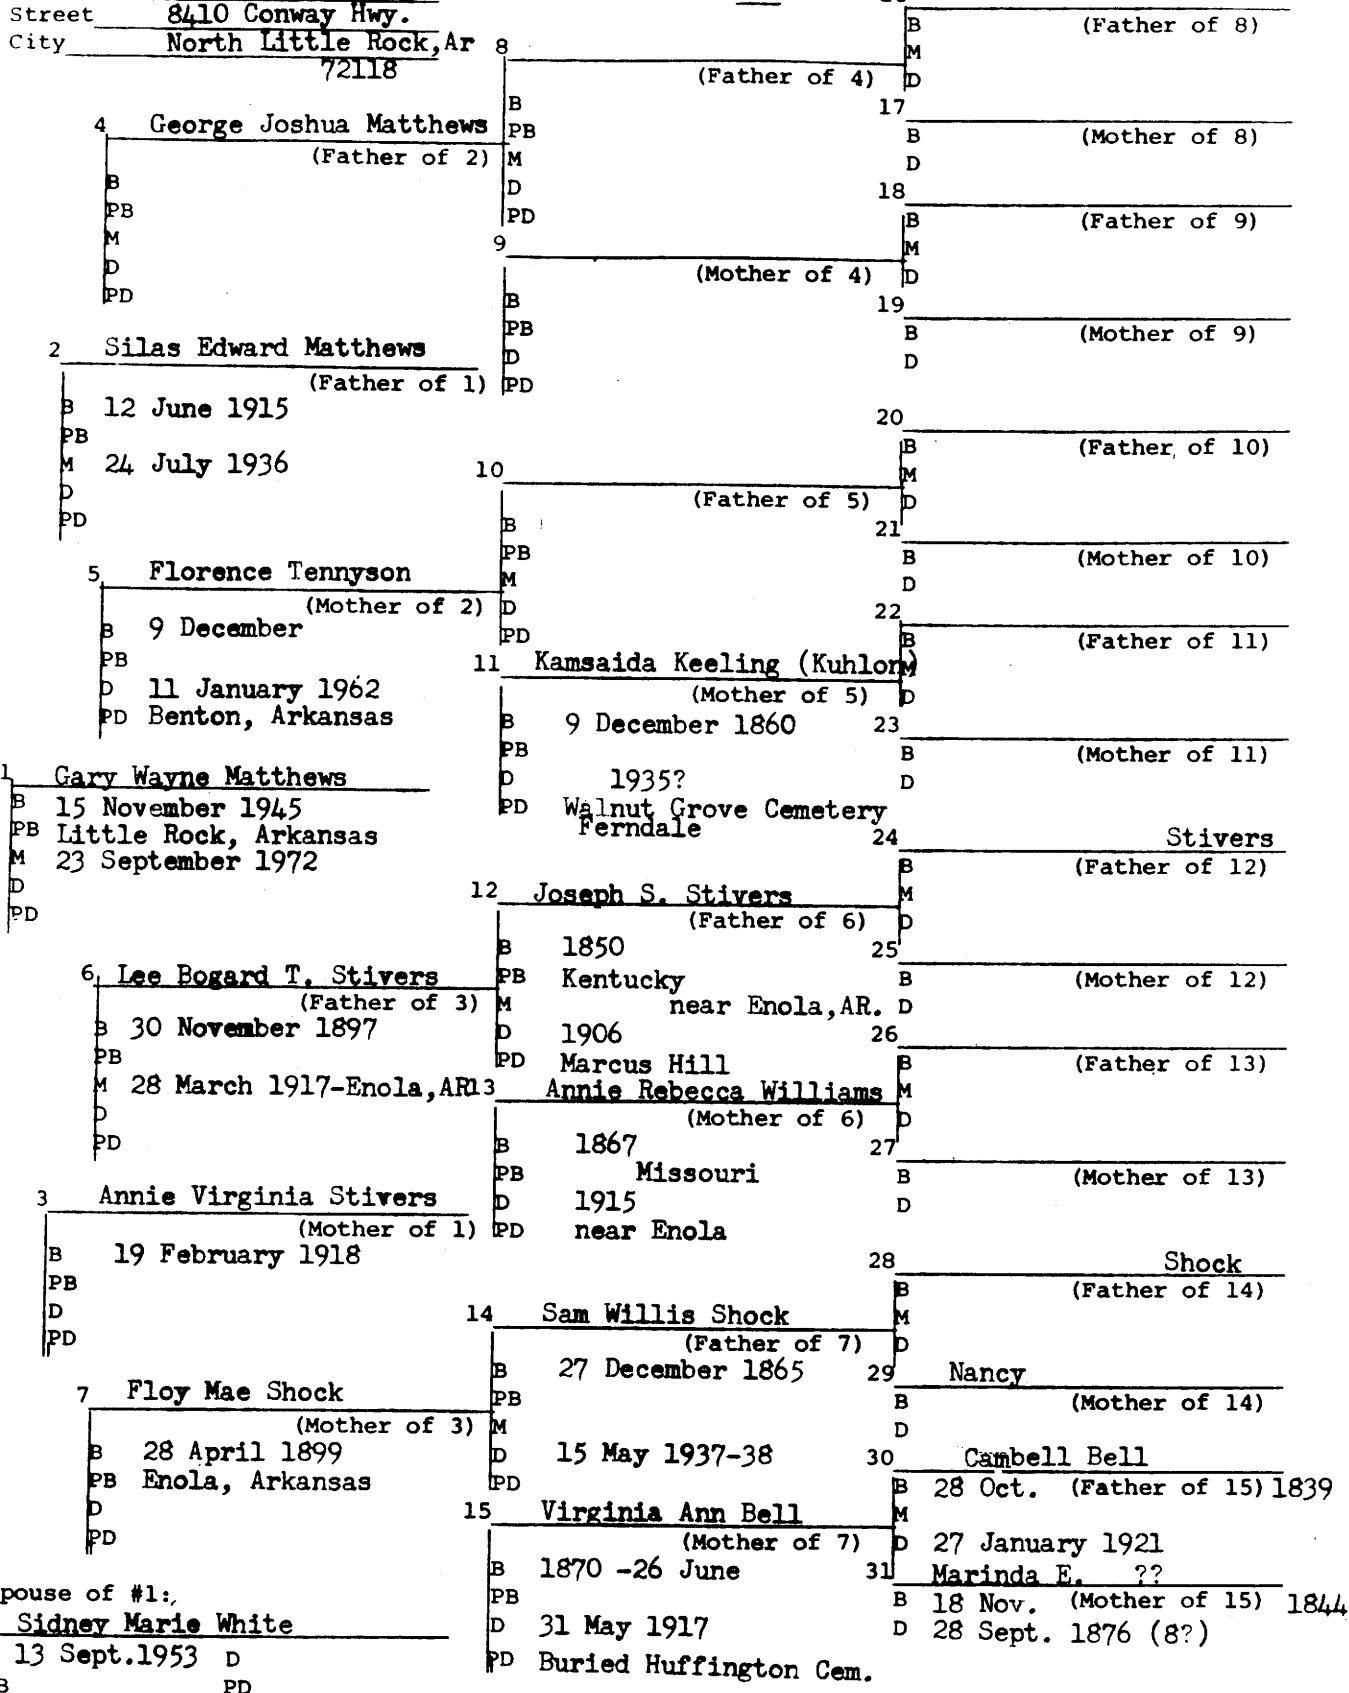 Street 8410 Conway Hwy.
City North Little Rock,Ar
72118
8
(Father of 4)
B
PB
M
D
PD
4 George Joshua Matthews
(Father of 2)
B
PB
M
D
PD
9
(Mother of 4)
B
PB
D
PD
2 Silas Edward Matthews
(Father of 1)
B 12 June 1915
PB
M 24 July 1936
D
PD
10
(Father of 5)
B
PB
M
D
PD
5 Florence Tennyson
(Mother of 2)
B 9 December
PB
D 11 January 1962
PD Benton, Arkansas
11 Kamsaida Keeling (Kuhlon)
(Mother of 5)
B 9 December 1860
PB
D 1935?
PD Walnut Grove Cemetery
Ferndale
1 Gary Wayne Matthews
B 15 November 1945
PB Little Rock, Arkansas
M 23 September 1972
D
PD
12 Joseph S. Stivers
(Father of 6)
B 1850
PB Kentucky
M near Enola,AR.
D 1906
PD Marcus Hill
6 Lee Bogard T. Stivers
(Father of 3)
B 30 November 1897
PB
M 28 March 1917-Enola,AR
D
PD
13 Annie Rebecca Williams
(Mother of 6)
B 1867
PB Missouri
D 1915
PD near Enola
3 Annie Virginia Stivers
(Mother of 1)
B 19 February 1918
PB
D
PD
14 Sam Willis Shock
(Father of 7)
B 27 December 1865
PB
M
D 15 May 1937-38
PD
7 Floy Mae Shock
(Mother of 3)
B 28 April 1899
PB Enola, Arkansas
D
PD
15 Virginia Ann Bell
(Mother of 7)
B 1870 -26 June
PB
D 31 May 1917
PD Buried Huffington Cem.
pouse of #1:
Sidney Marie White
13 Sept.1953 D
B PD
B (Father of 8)
M
D
17
B (Mother of 8)
D
18
B (Father of 9)
M
D
19
B (Mother of 9)
D
20
B (Father of 10)
M
D
21
B (Mother of 10)
D
22
B (Father of 11)
M
D
23
B (Mother of 11)
D
24 Stivers
B (Father of 12)
M
D
25
B (Mother of 12)
D
26
B (Father of 13)
M
D
27
B (Mother of 13)
D
28 Shock
B (Father of 14)
M
D
29 Nancy
B (Mother of 14)
D
30 Cambell Bell
B 28 Oct. (Father of 15) 1839
M
D 27 January 1921
31 Marinda E. ??
B 18 Nov. (Mother of 15) 1844
D 28 Sept. 1876 (8?)